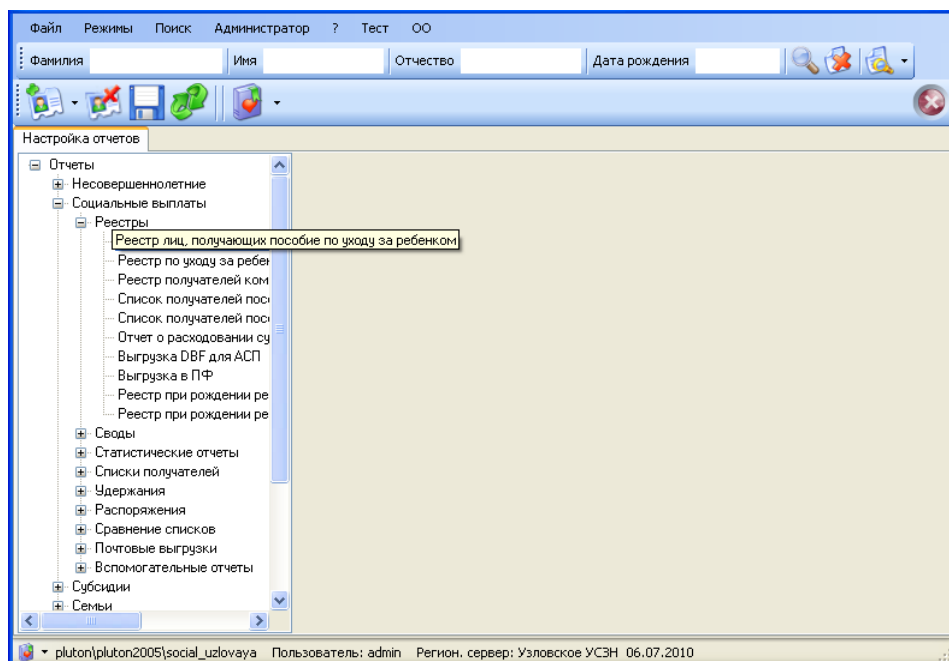 Файл Режимы Поиск Администратор ? Тест ОО
Фамилия Имя Отчество Дата рождения
Настройка отчетов
Отчеты
Несовершеннолетние
Социальные выплаты
Реестры
Реестр лиц, получающих пособие по уходу за ребенком
Реестр по уходу за ребен
Реестр получателей ком
Список получателей посо
Список получателей посо
Отчет о расходовании су
Выгрузка DBF для АСП
Выгрузка в ПФ
Реестр при рождении ре
Реестр при рождении ре
Своды
Статистические отчеты
Списки получателей
Удержания
Распоряжения
Сравнение списков
Почтовые выгрузки
Вспомогательные отчеты
Субсидии
Семьи
pluton\pluton2005\social_uzlovaya Пользователь: admin Регион. сервер: Узловское УСЗН 06.07.2010